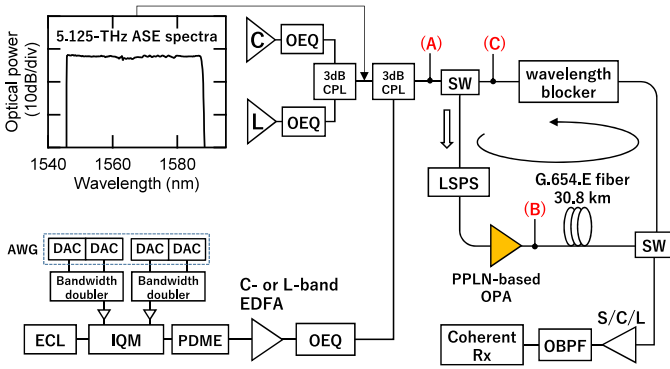 5.125-THz ASE spectra
Optical power
(10dB/div)
1540
1560
1580
Wavelength (nm)
C
OEQ
L
OEQ
3dB
CPL
3dB
CPL
(A)
SW
(C)
wavelength
blocker
LSPS
G.654.E fiber
30.8 km
(B)
PPLN-based
OPA
SW
S/C/L
Coherent
Rx
OBPF
AWG
DAC DAC
DAC DAC
Bandwidth
doubler
Bandwidth
doubler
C- or L-band
EDFA
ECL
IQM
PDME
OEQ